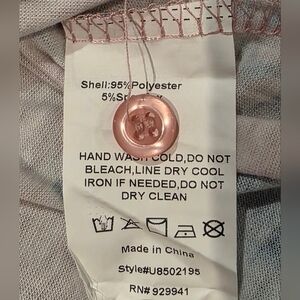 Shell:95%Polyester
5%
HAND WASH COLD,DO NOT
BLEACH,LINE DRY COOL
IRON IF NEEDED,DO NOT
DRY CLEAN
Made in China
Style#U8502195
RN# 929941